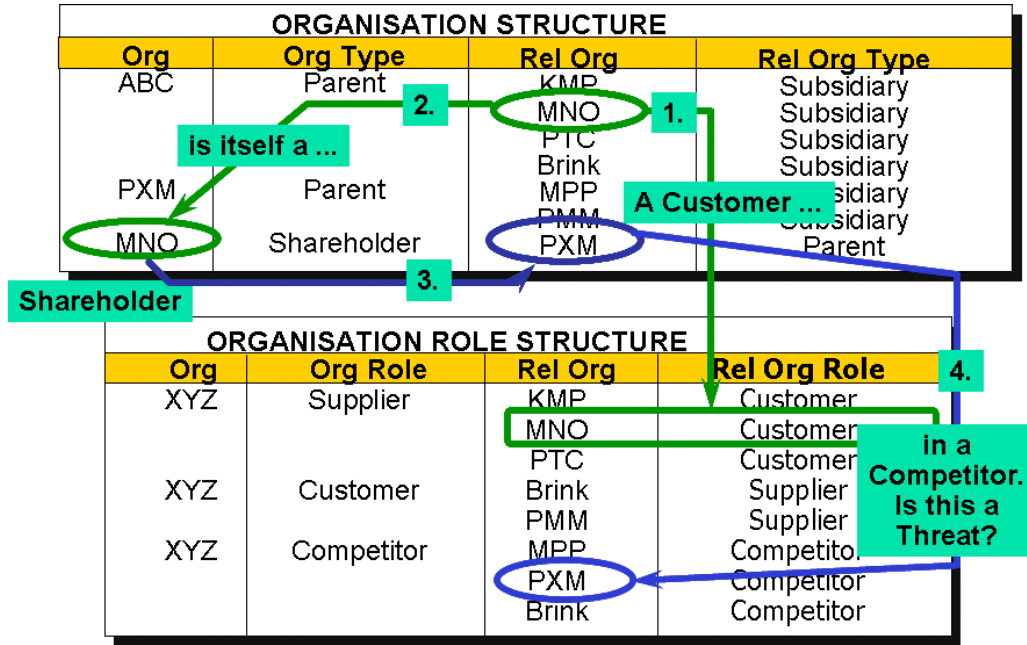 ORGANISATION STRUCTURE
Org Org Type Rel Org Rel Org Type
ABC Parent KMP Subsidiary
2. MNO 1. Subsidiary
is itself a ... PTC Subsidiary
Brink Subsidiary
PXM Parent MPP sidiary
A Customer ...
PMM Subsidiary
MNO Shareholder PXM Parent
3.
Shareholder
ORGANISATION ROLE STRUCTURE
Org Org Role Rel Org Rel Org Role 4.
XYZ Supplier KMP Customer
MNO Customer
PTC Customer
XYZ Customer Brink Supplier
PMM Supplier
XYZ Competitor MPP Competitor
PXM Competitor
Brink Competitor
in a
Competitor.
Is this a
Threat?